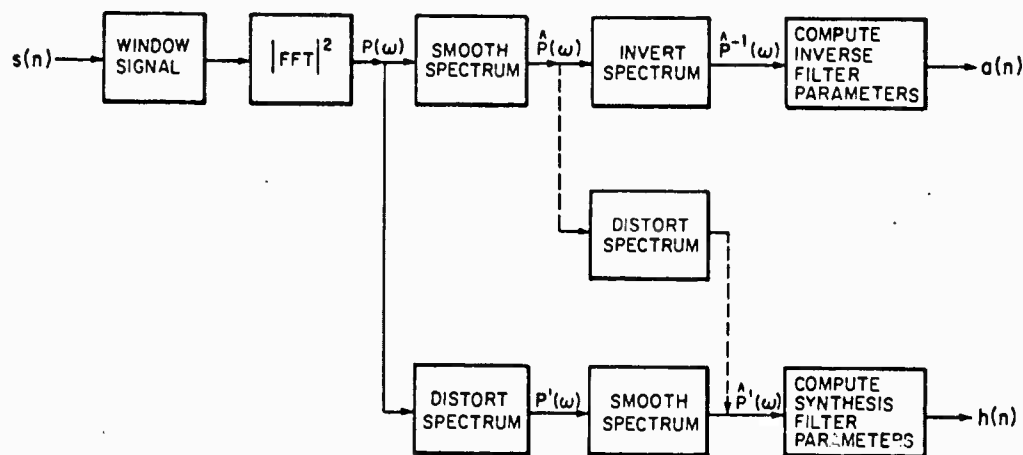 s(n)
WINDOW
SIGNAL
|FFT|²
P(ω)
SMOOTH
SPECTRUM
P̂(ω)
INVERT
SPECTRUM
P̂⁻¹(ω)
COMPUTE
INVERSE
FILTER
PARAMETERS
a(n)
DISTORT
SPECTRUM
DISTORT
SPECTRUM
P'(ω)
SMOOTH
SPECTRUM
P̂'(ω)
COMPUTE
SYNTHESIS
FILTER
PARAMETERS
h(n)